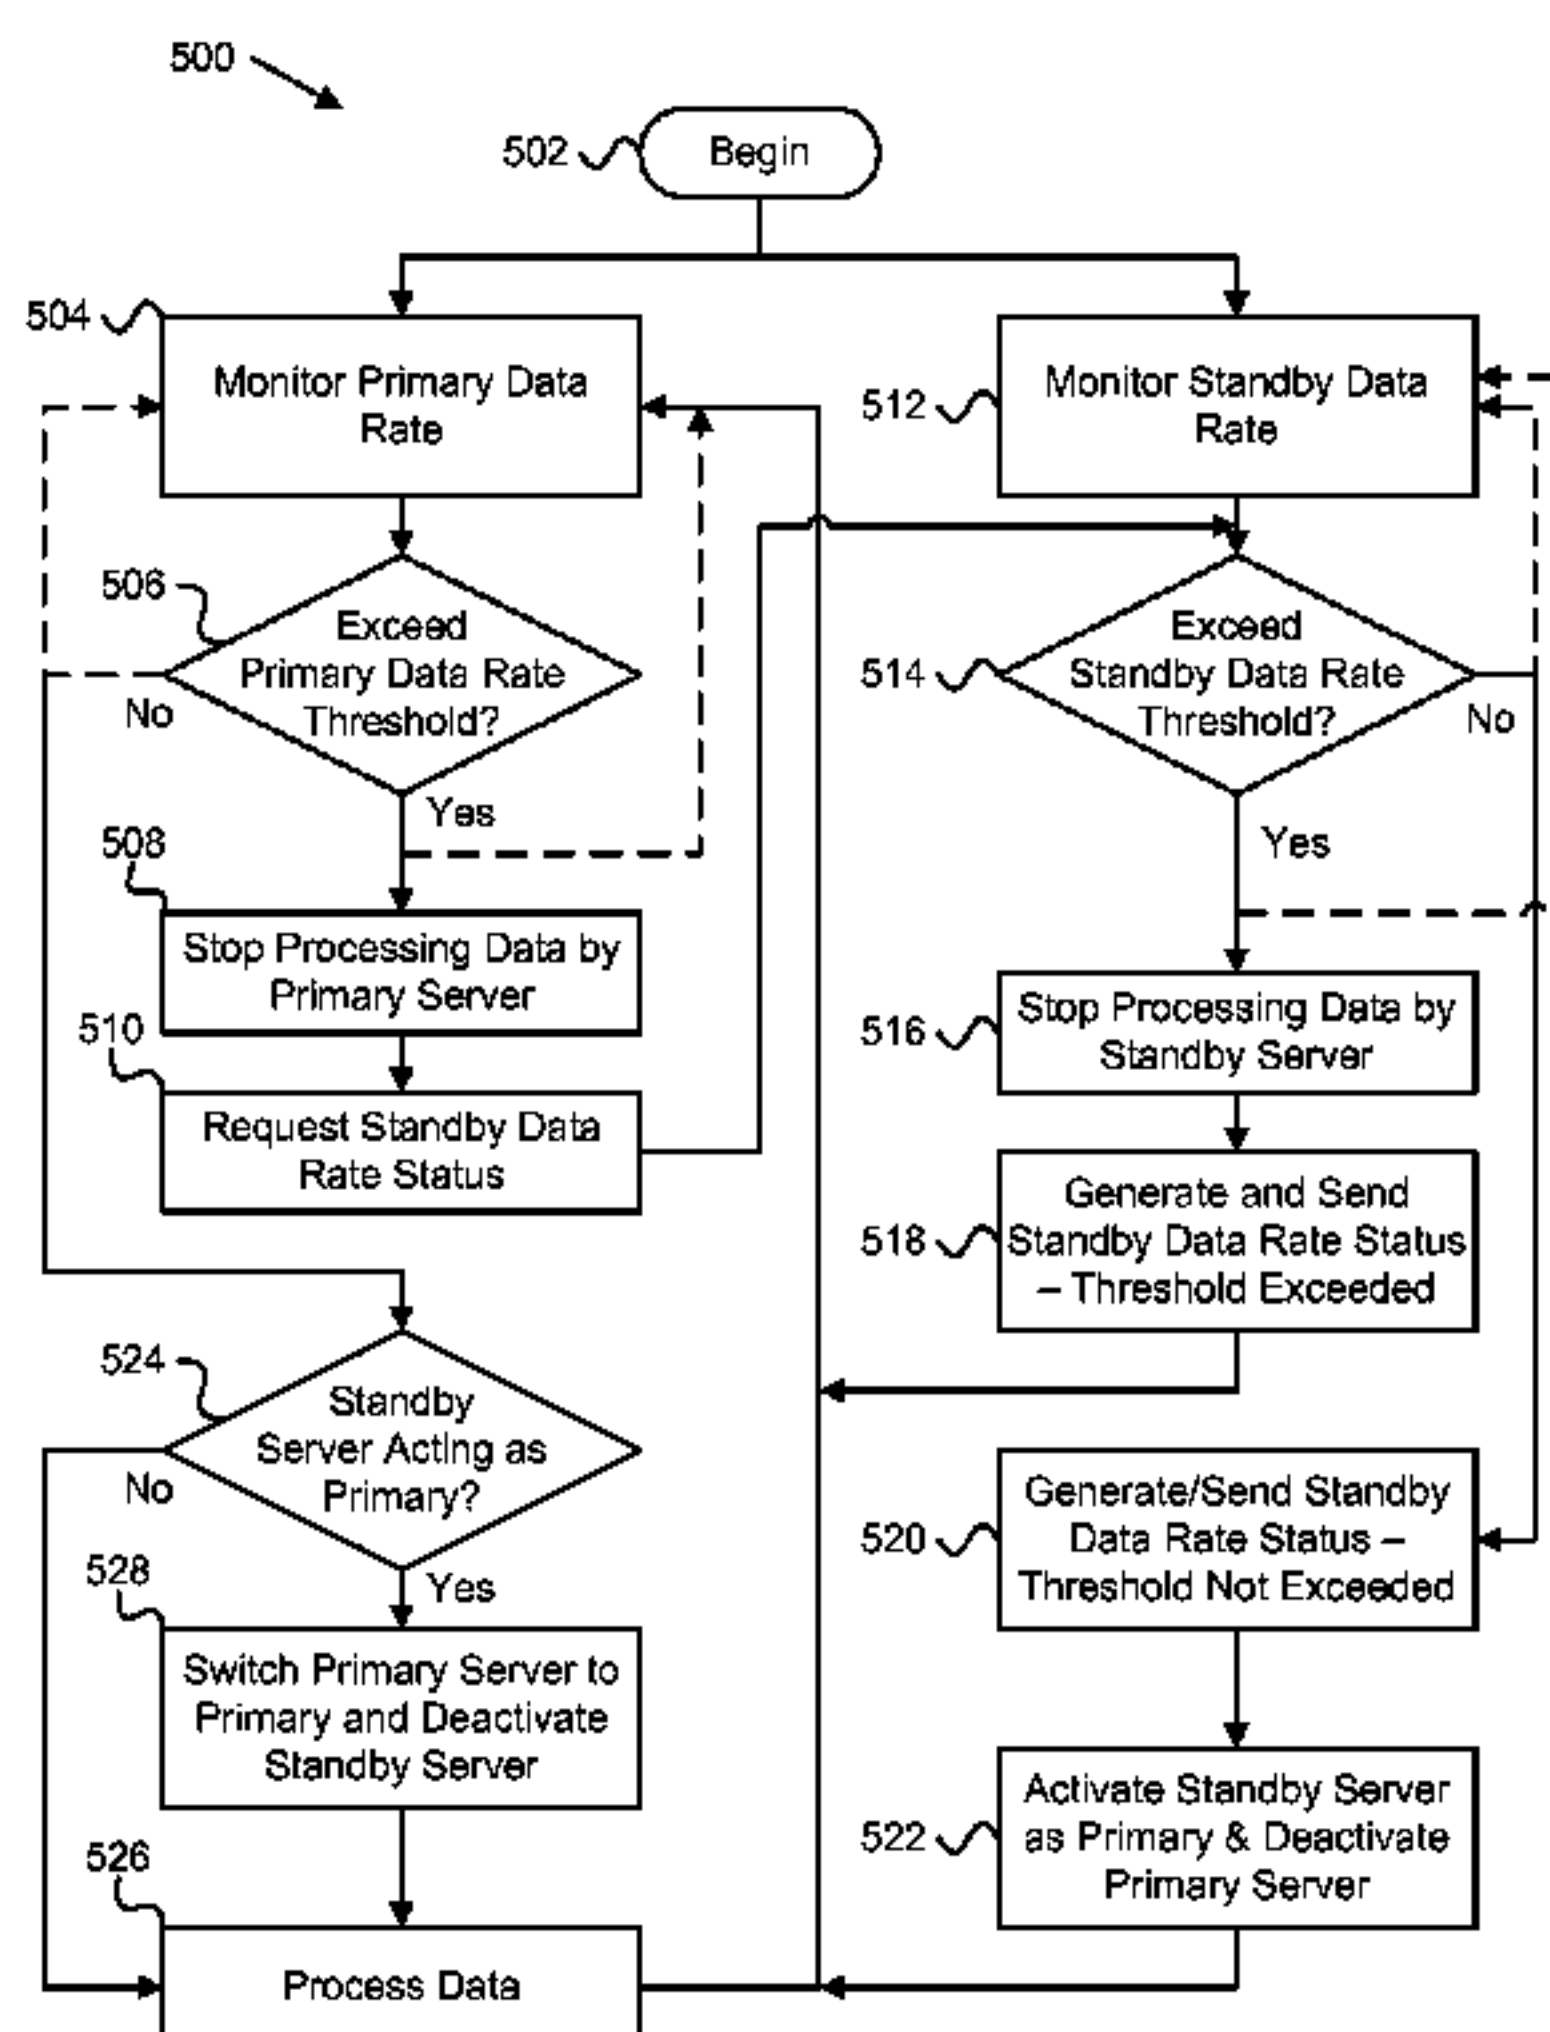 500
502
Begin
504
Monitor Primary Data
Rate
512
Monitor Standby Data
Rate
506
Exceed
Primary Data Rate
Threshold?
No
Yes
514
Exceed
Standby Data Rate
Threshold?
No
Yes
508
Stop Processing Data by
Primary Server
510
Request Standby Data
Rate Status
516
Stop Processing Data by
Standby Server
518
Generate and Send
Standby Data Rate Status
– Threshold Exceeded
524
Standby
Server Acting as
Primary?
No
Yes
520
Generate/Send Standby
Data Rate Status –
Threshold Not Exceeded
528
Switch Primary Server to
Primary and Deactivate
Standby Server
522
Activate Standby Server
as Primary & Deactivate
Primary Server
526
Process Data